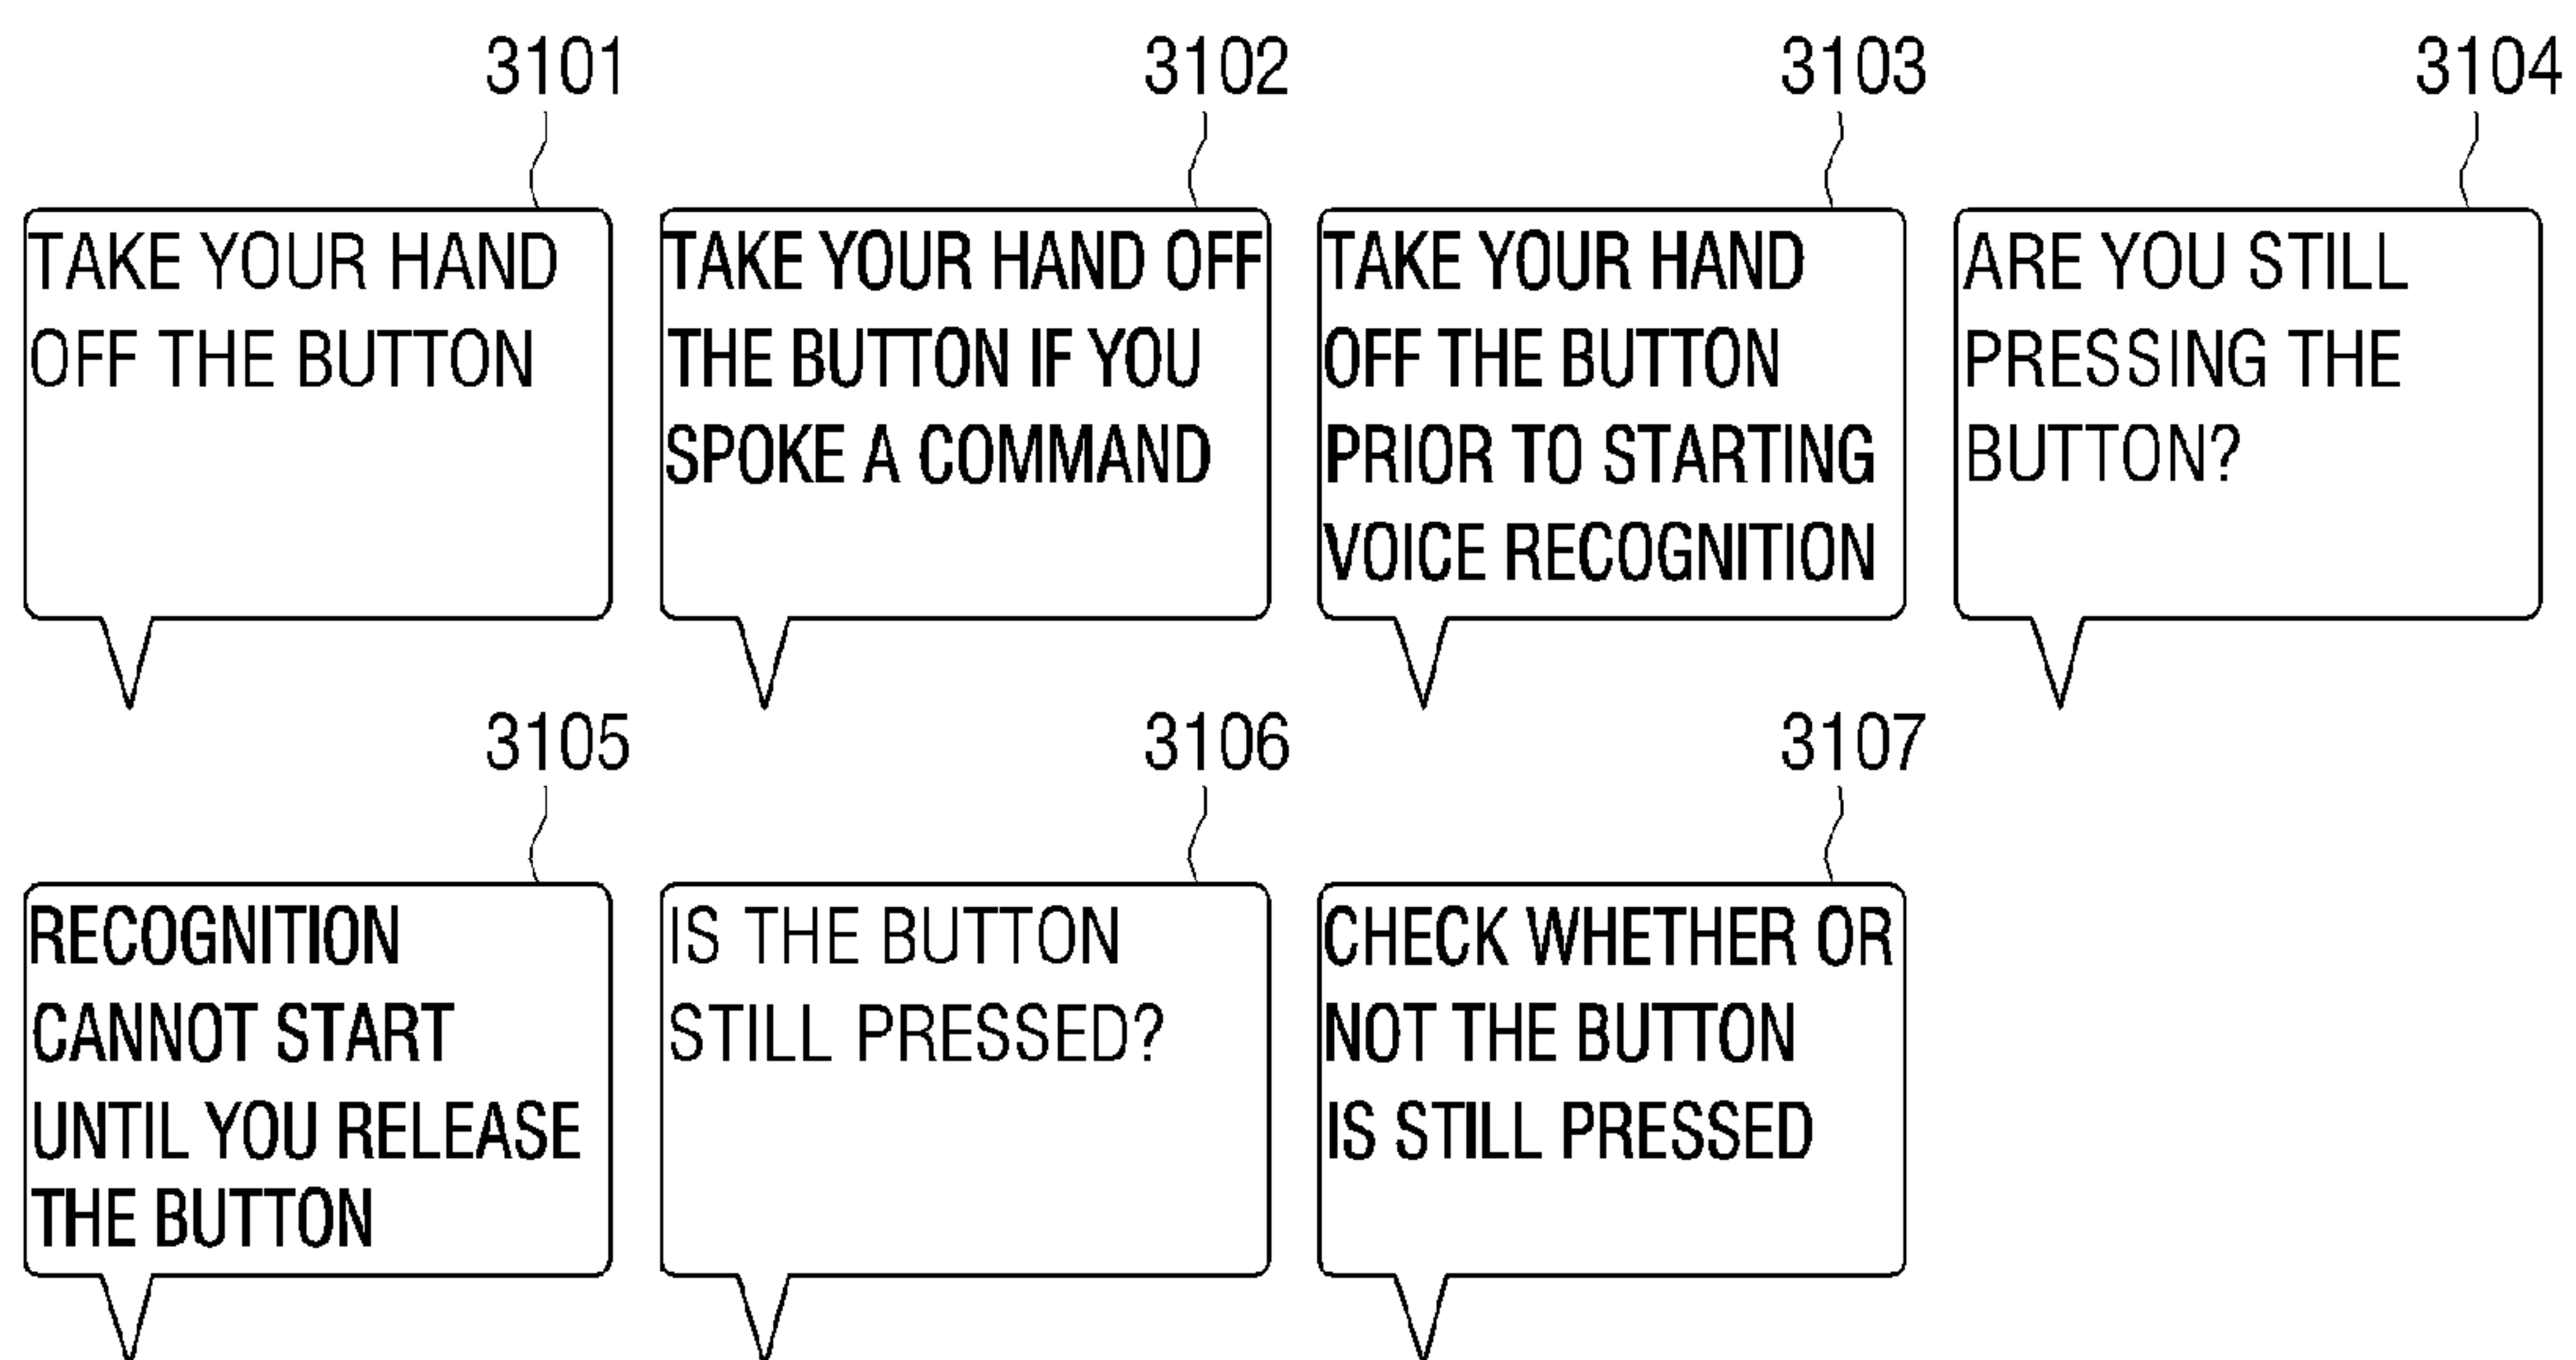 3101
TAKE YOUR HAND
OFF THE BUTTON
3102
TAKE YOUR HAND OFF
THE BUTTON IF YOU
SPOKE A COMMAND
3103
TAKE YOUR HAND
OFF THE BUTTON
PRIOR TO STARTING
VOICE RECOGNITION
3104
ARE YOU STILL
PRESSING THE
BUTTON?
3105
RECOGNITION
CANNOT START
UNTIL YOU RELEASE
THE BUTTON
3106
IS THE BUTTON
STILL PRESSED?
3107
CHECK WHETHER OR
NOT THE BUTTON
IS STILL PRESSED